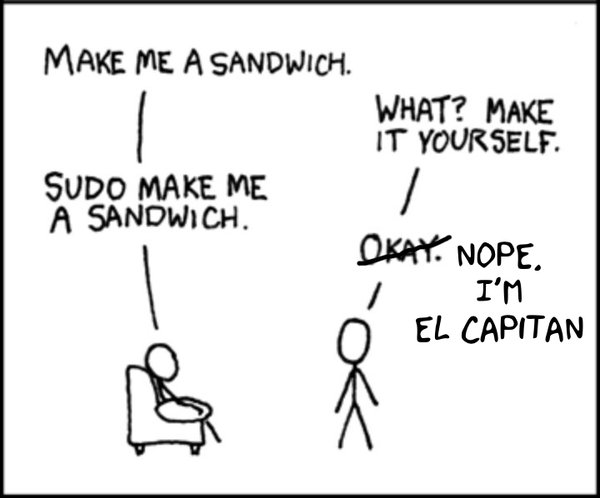 MAKE ME A SANDWICH.
WHAT? MAKE
IT YOURSELF.
SUDO MAKE ME
A SANDWICH.
OKAY. NOPE.
I'M
EL CAPITAN